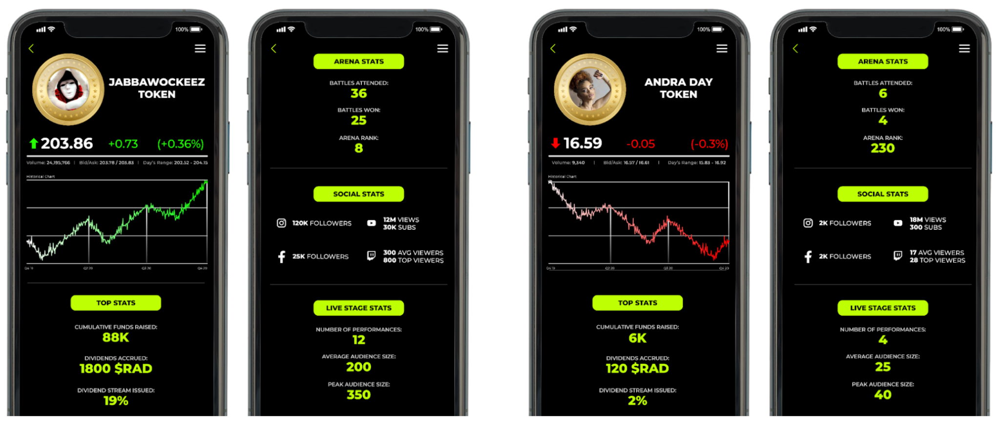 100%
JABBAWOCKEEZ
TOKEN
203.86 +0.73 (+0.36%)
Volume: 24,195,766 | Bid/Ask: 203.78 / 203.83 | Day's Range: 202.52 - 204.15
Historical Chart
Q4 19 Q2 20 Q3 20 Q4 20
TOP STATS
CUMULATIVE FUNDS RAISED:
88K
DIVIDENDS ACCRUED:
1800 $RAD
DIVIDEND STREAM ISSUED:
19%
100%
ARENA STATS
BATTLES ATTENDED:
36
BATTLES WON:
25
ARENA RANK:
8
SOCIAL STATS
120K FOLLOWERS
12M VIEWS
30K SUBS
25K FOLLOWERS
300 AVG VIEWERS
800 TOP VIEWERS
LIVE STAGE STATS
NUMBER OF PERFORMANCES:
12
AVERAGE AUDIENCE SIZE:
200
PEAK AUDIENCE SIZE:
350
100%
ANDRA DAY
TOKEN
16.59 -0.05 (-0.3%)
Volume: 9,340 | Bid/Ask: 16.57 / 16.61 | Day's Range: 15.83 - 16.92
Historical Chart
Q4 19 Q2 20 Q3 20 Q4 20
TOP STATS
CUMULATIVE FUNDS RAISED:
6K
DIVIDENDS ACCRUED:
120 $RAD
DIVIDEND STREAM ISSUED:
2%
100%
ARENA STATS
BATTLES ATTENDED:
6
BATTLES WON:
4
ARENA RANK:
230
SOCIAL STATS
2K FOLLOWERS
18M VIEWS
300 SUBS
2K FOLLOWERS
17 AVG VIEWERS
28 TOP VIEWERS
LIVE STAGE STATS
NUMBER OF PERFORMANCES:
4
AVERAGE AUDIENCE SIZE:
25
PEAK AUDIENCE SIZE:
40